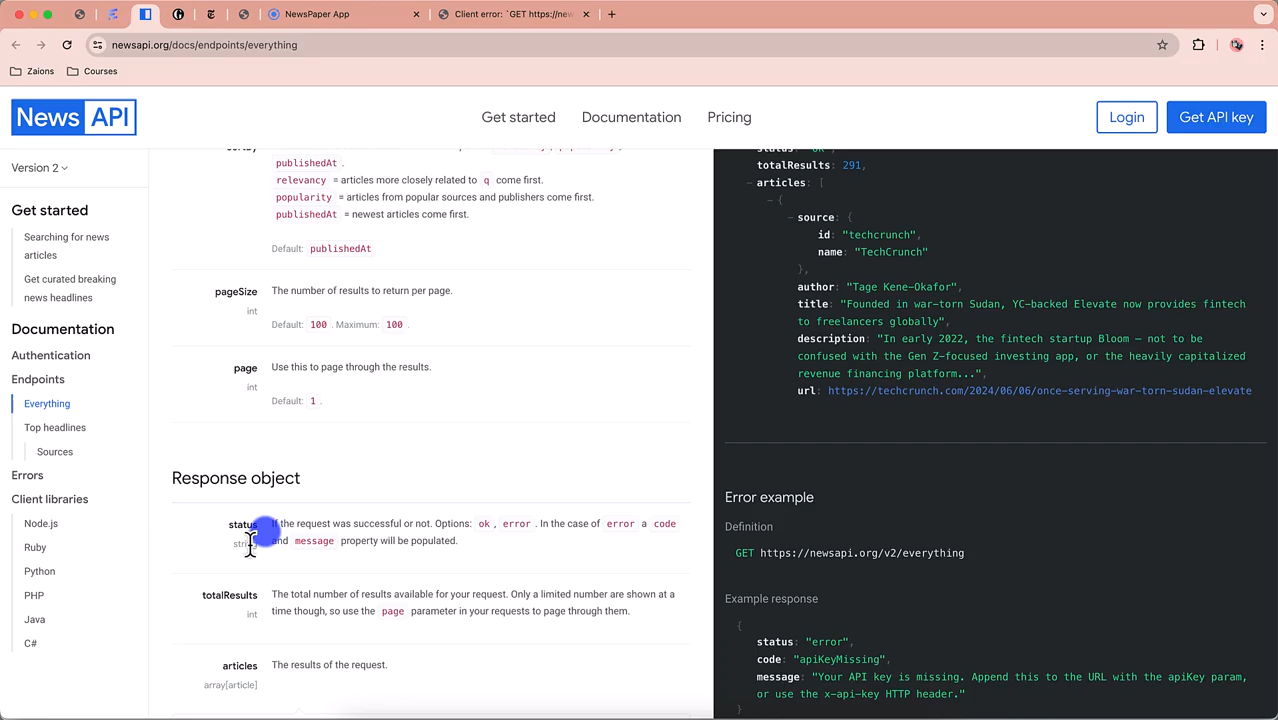 NewsPaper App
Client error: `GET https://new
newsapi.org/docs/endpoints/everything
Zaions
Courses
News API
Get started
Documentation
Pricing
Login
Get API key
Version 2
Get started
Searching for news
articles
Get curated breaking
news headlines
Documentation
Authentication
Endpoints
Everything
Top headlines
Sources
Errors
Client libraries
Node.js
Ruby
Python
PHP
Java
C#
publishedAt .
relevancy = articles more closely related to q come first.
popularity = articles from popular sources and publishers come first.
publishedAt = newest articles come first.
Default: publishedAt
pageSize
int
The number of results to return per page.
Default: 100 . Maximum: 100 .
page
int
Use this to page through the results.
Default: 1 .
Response object
status
If the request was successful or not. Options: ok , error . In the case of error a code
and message property will be populated.
totalResults
int
The total number of results available for your request. Only a limited number are shown at a
time though, so use the page parameter in your requests to page through them.
articles
array[article]
The results of the request.
totalResults: 291,
− articles: [
− {
− source: {
id: "techcrunch",
name: "TechCrunch"
},
author: "Tage Kene-Okafor",
title: "Founded in war-torn Sudan, YC-backed Elevate now provides fintech
to freelancers globally",
description: "In early 2022, the fintech startup Bloom — not to be
confused with the Gen Z-focused investing app, or the heavily capitalized
revenue financing platform...",
url: https://techcrunch.com/2024/06/06/once-serving-war-torn-sudan-elevate
Error example
Definition
GET https://newsapi.org/v2/everything
Example response
{
status: "error",
code: "apiKeyMissing",
message: "Your API key is missing. Append this to the URL with the apiKey param,
or use the x-api-key HTTP header."
}